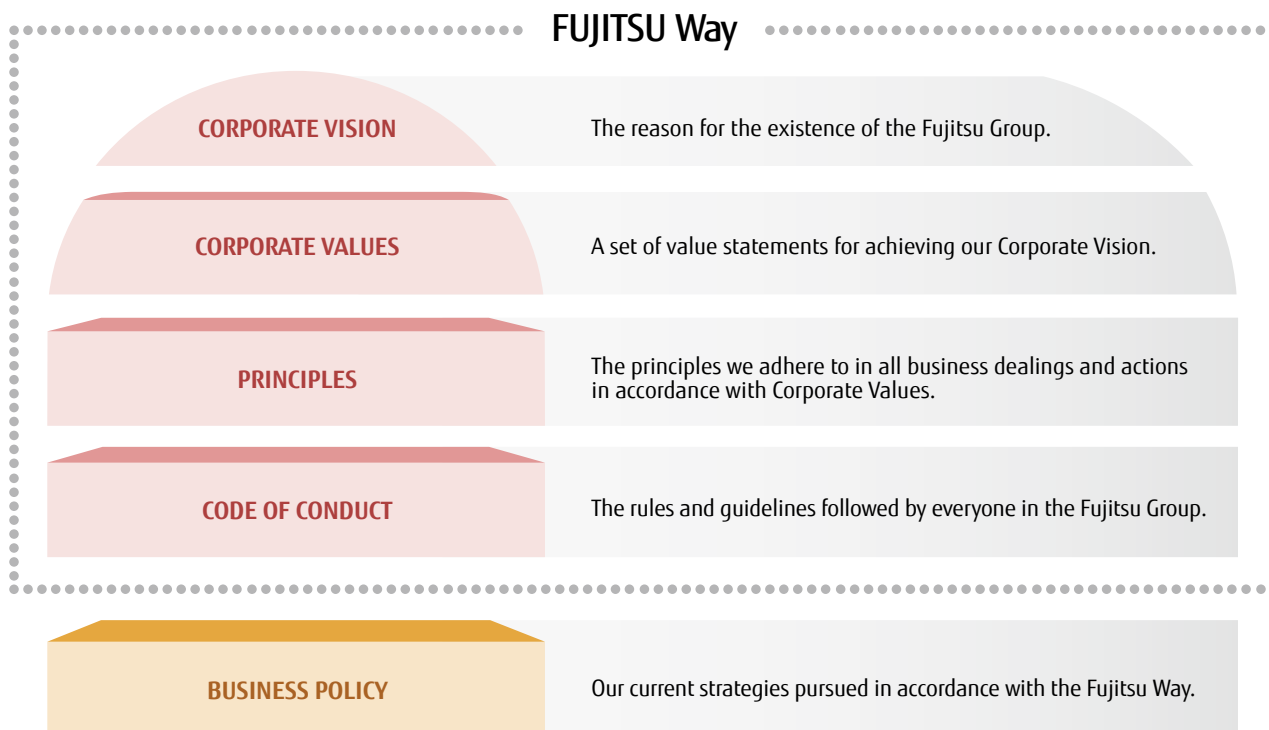 FUJITSU Way
CORPORATE VISION
The reason for the existence of the Fujitsu Group.
CORPORATE VALUES
A set of value statements for achieving our Corporate Vision.
PRINCIPLES
The principles we adhere to in all business dealings and actions
in accordance with Corporate Values.
CODE OF CONDUCT
The rules and guidelines followed by everyone in the Fujitsu Group.
BUSINESS POLICY
Our current strategies pursued in accordance with the Fujitsu Way.